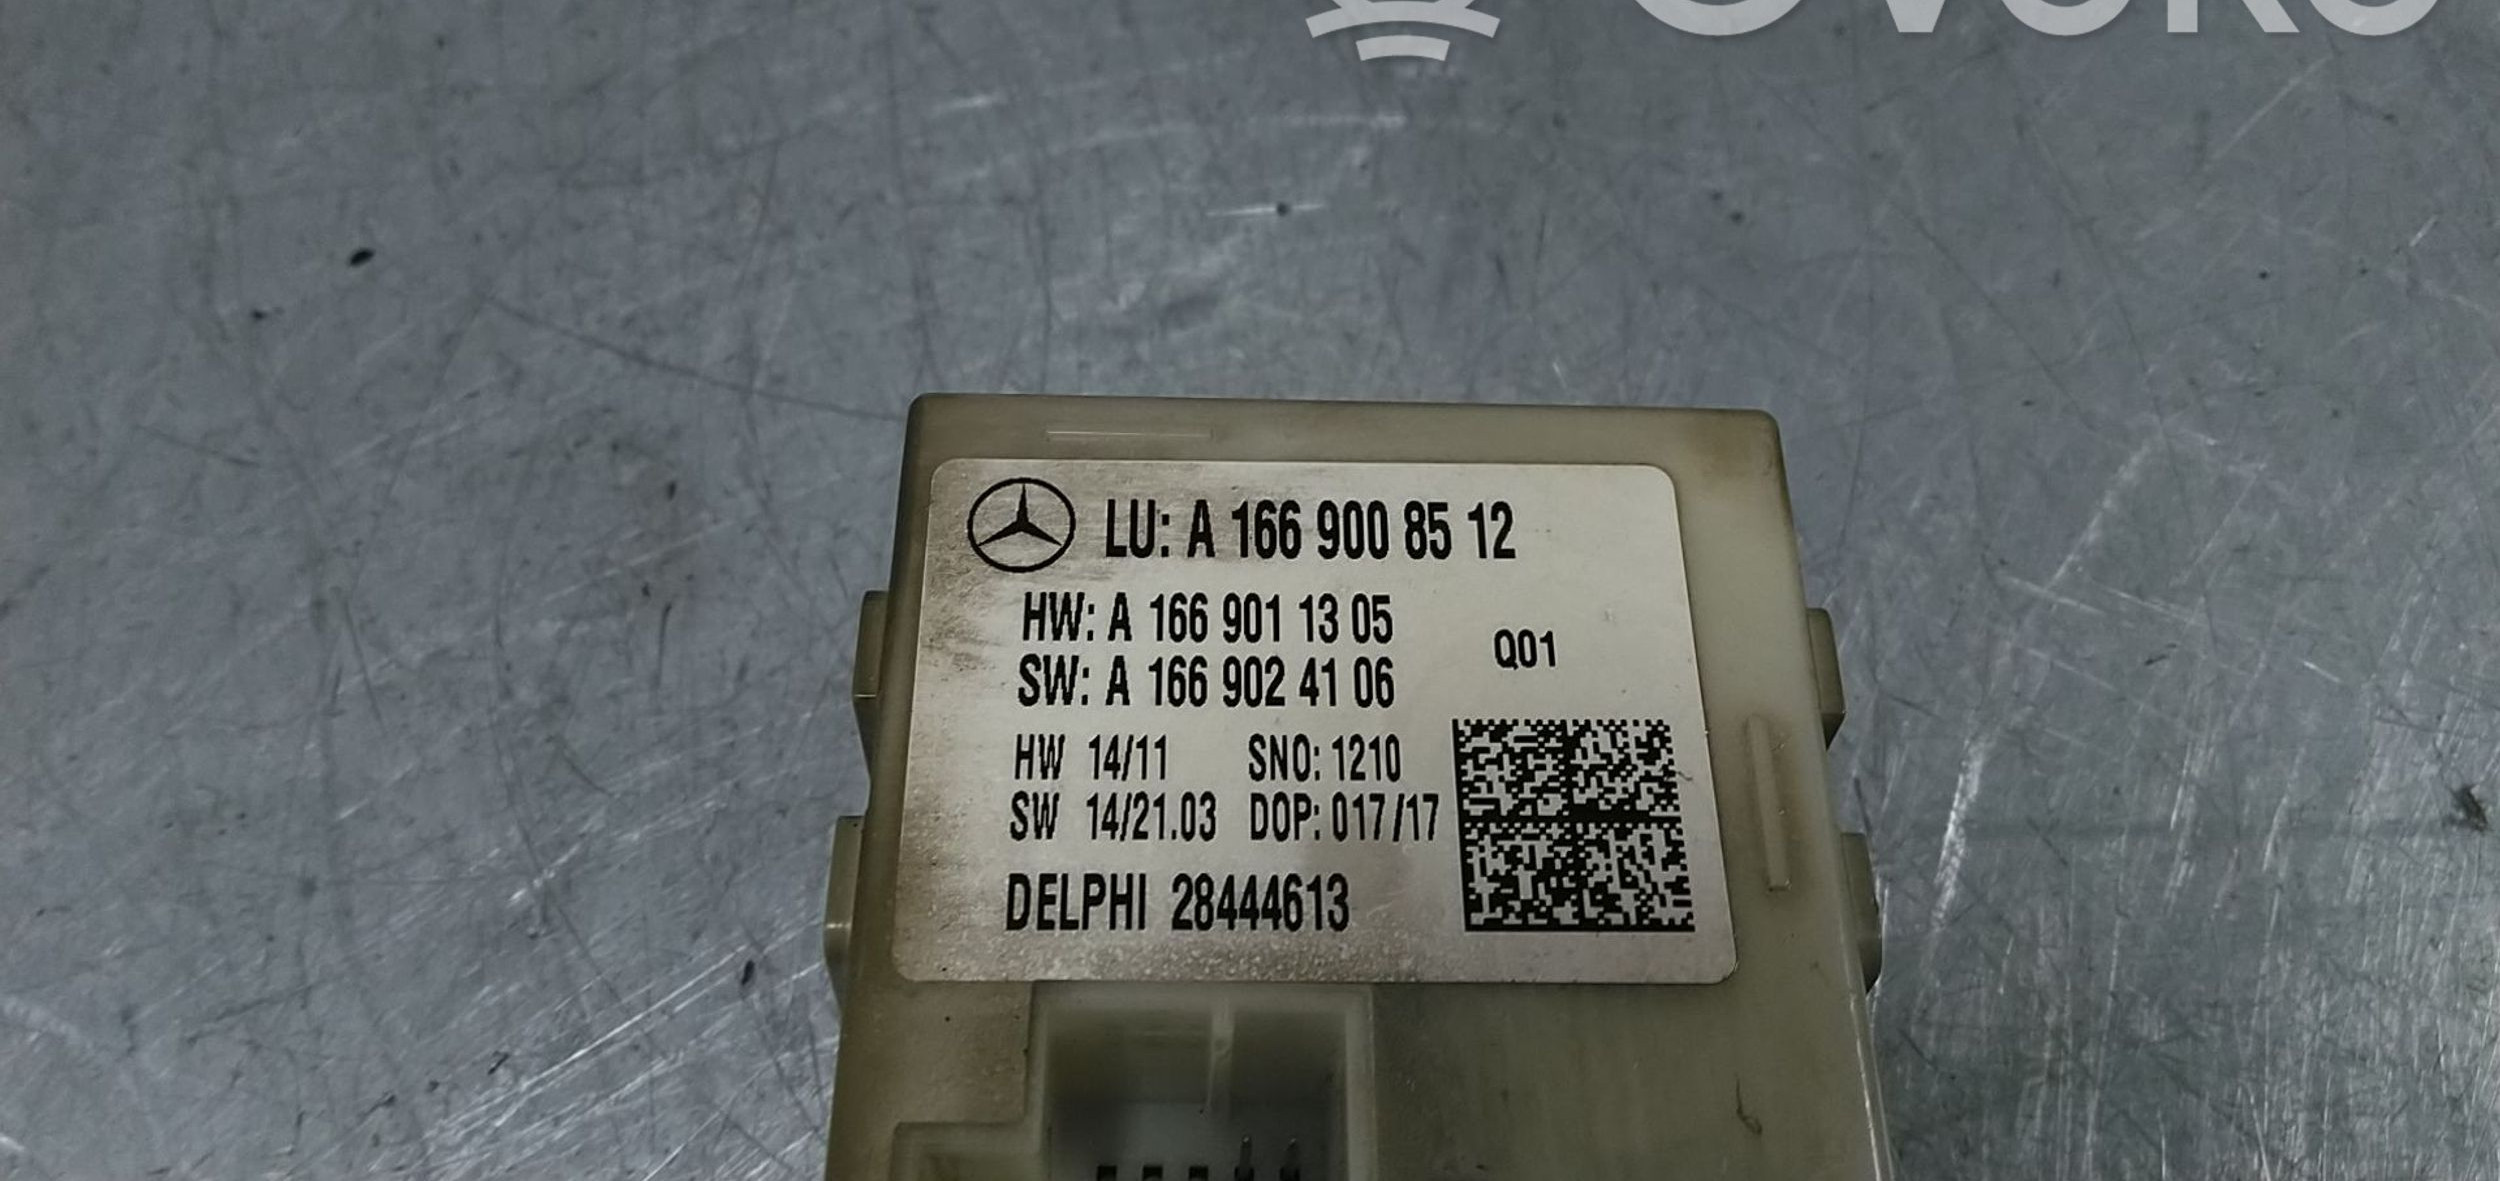 OVOKO
LU: A 166 900 85 12
HW: A 166 901 13 05
SW: A 166 902 41 06
Q01
HW 14/11 SNO: 1210
SW 14/21.03 DOP: 017/17
DELPHI 28444613